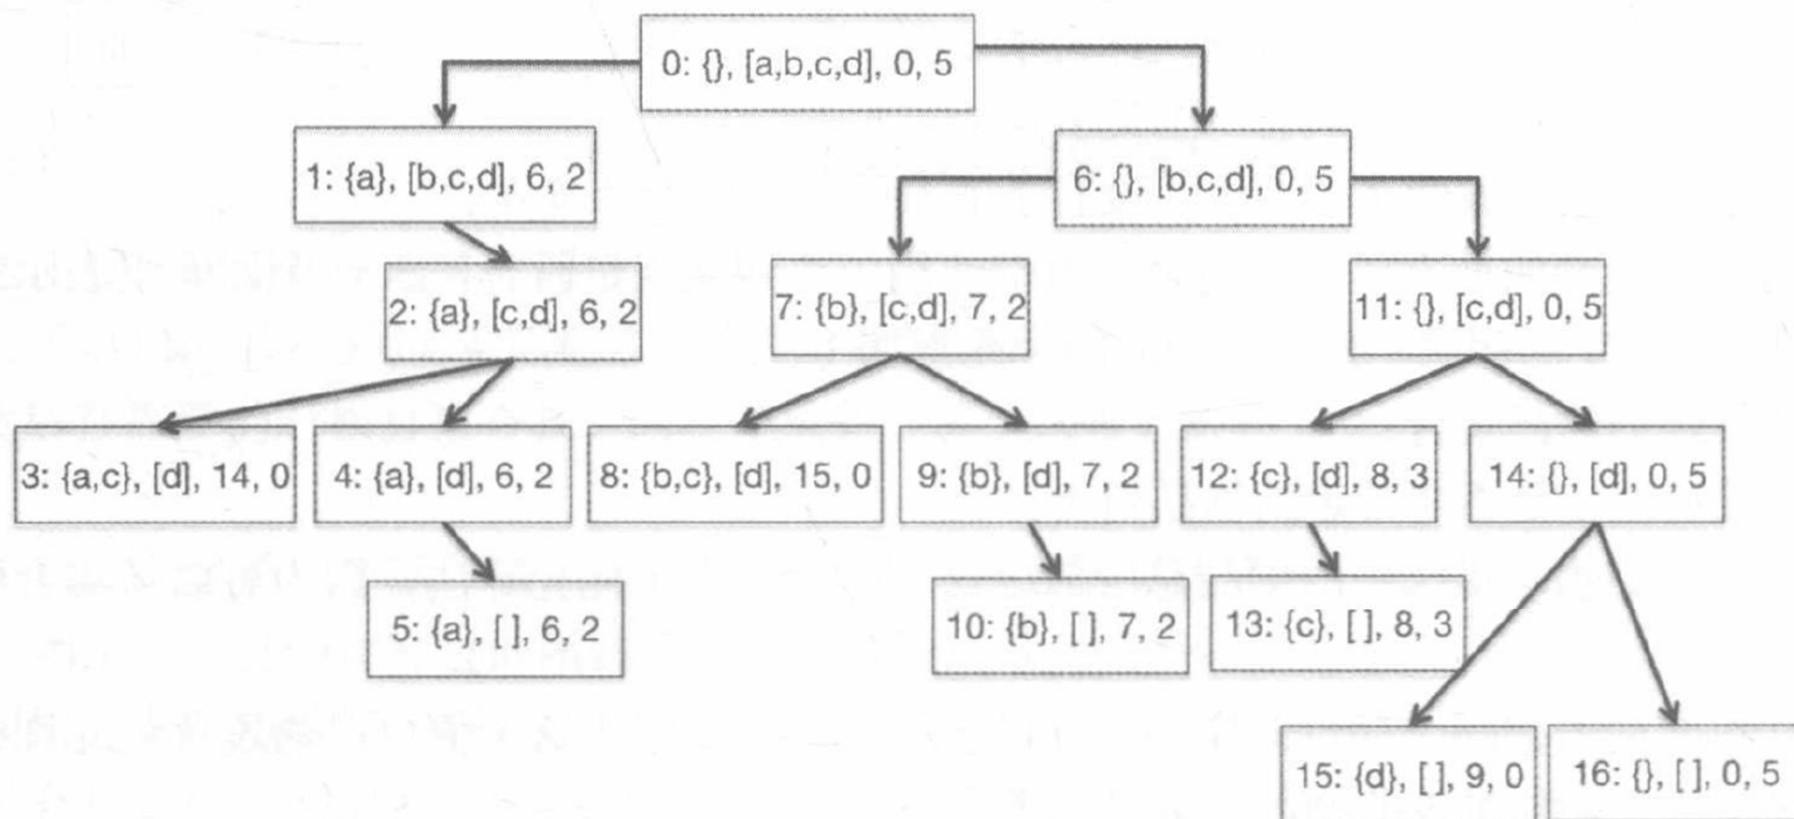 0: {}, [a,b,c,d], 0, 5
1: {a}, [b,c,d], 6, 2
6: {}, [b,c,d], 0, 5
2: {a}, [c,d], 6, 2
7: {b}, [c,d], 7, 2
11: {}, [c,d], 0, 5
3: {a,c}, [d], 14, 0
4: {a}, [d], 6, 2
8: {b,c}, [d], 15, 0
9: {b}, [d], 7, 2
12: {c}, [d], 8, 3
14: {}, [d], 0, 5
5: {a}, [ ], 6, 2
10: {b}, [ ], 7, 2
13: {c}, [ ], 8, 3
15: {d}, [ ], 9, 0
16: {}, [ ], 0, 5